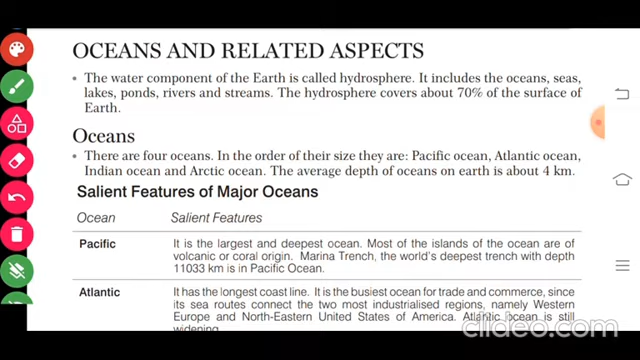 OCEANS AND RELATED ASPECTS
• The water component of the Earth is called hydrosphere. It includes the oceans, seas,
lakes, ponds, rivers and streams. The hydrosphere covers about 70% of the surface of
Earth.
Oceans
• There are four oceans. In the order of their size they are: Pacific ocean, Atlantic ocean,
Indian ocean and Arctic ocean. The average depth of oceans on earth is about 4 km.
Salient Features of Major Oceans
Ocean Salient Features
Pacific It is the largest and deepest ocean. Most of the islands of the ocean are of
volcanic or coral origin. Marina Trench, the world's deepest trench with depth
11033 km is in Pacific Ocean.
Atlantic It has the longest coast line. It is the busiest ocean for trade and commerce, since
its sea routes connect the two most industrialised regions, namely Western
Europe and North-Eastern United States of America. Atlantic Ocean is still
widening.
clideo.com